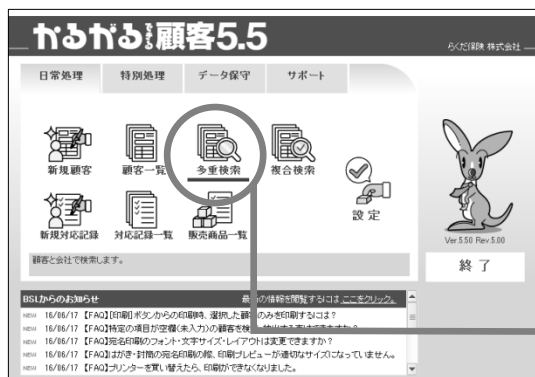 かるがるできる顧客5.5
らくだ保険 株式会社
日常処理 特別処理 データ保守 サポート
新規顧客 顧客一覧 多重検索 複合検索
設定
新規対応記録 対応記録一覧 販売商品一覧
Ver.5.50 Rev.5.00
顧客と会社で検索します。
終了
BSLからのお知らせ 最新の情報を閲覧するには、ここをクリック。
NEW 16/06/17 【FAQ】[印刷]ボタンからの印刷時、選択した顧客のみを印刷するには？
NEW 16/06/17 【FAQ】特定の項目が空欄(未入力)の顧客を検
NEW 16/06/17 【FAQ】宛名印刷のフォント・文字サイズ・レイアウトは変更できますか？
NEW 16/06/17 【FAQ】はがき・封筒の宛名印刷の際、印刷プレビューが適切なサイズになっていません。
NEW 16/06/17 【FAQ】プリンターを買い替えたら、印刷ができなくなりました。